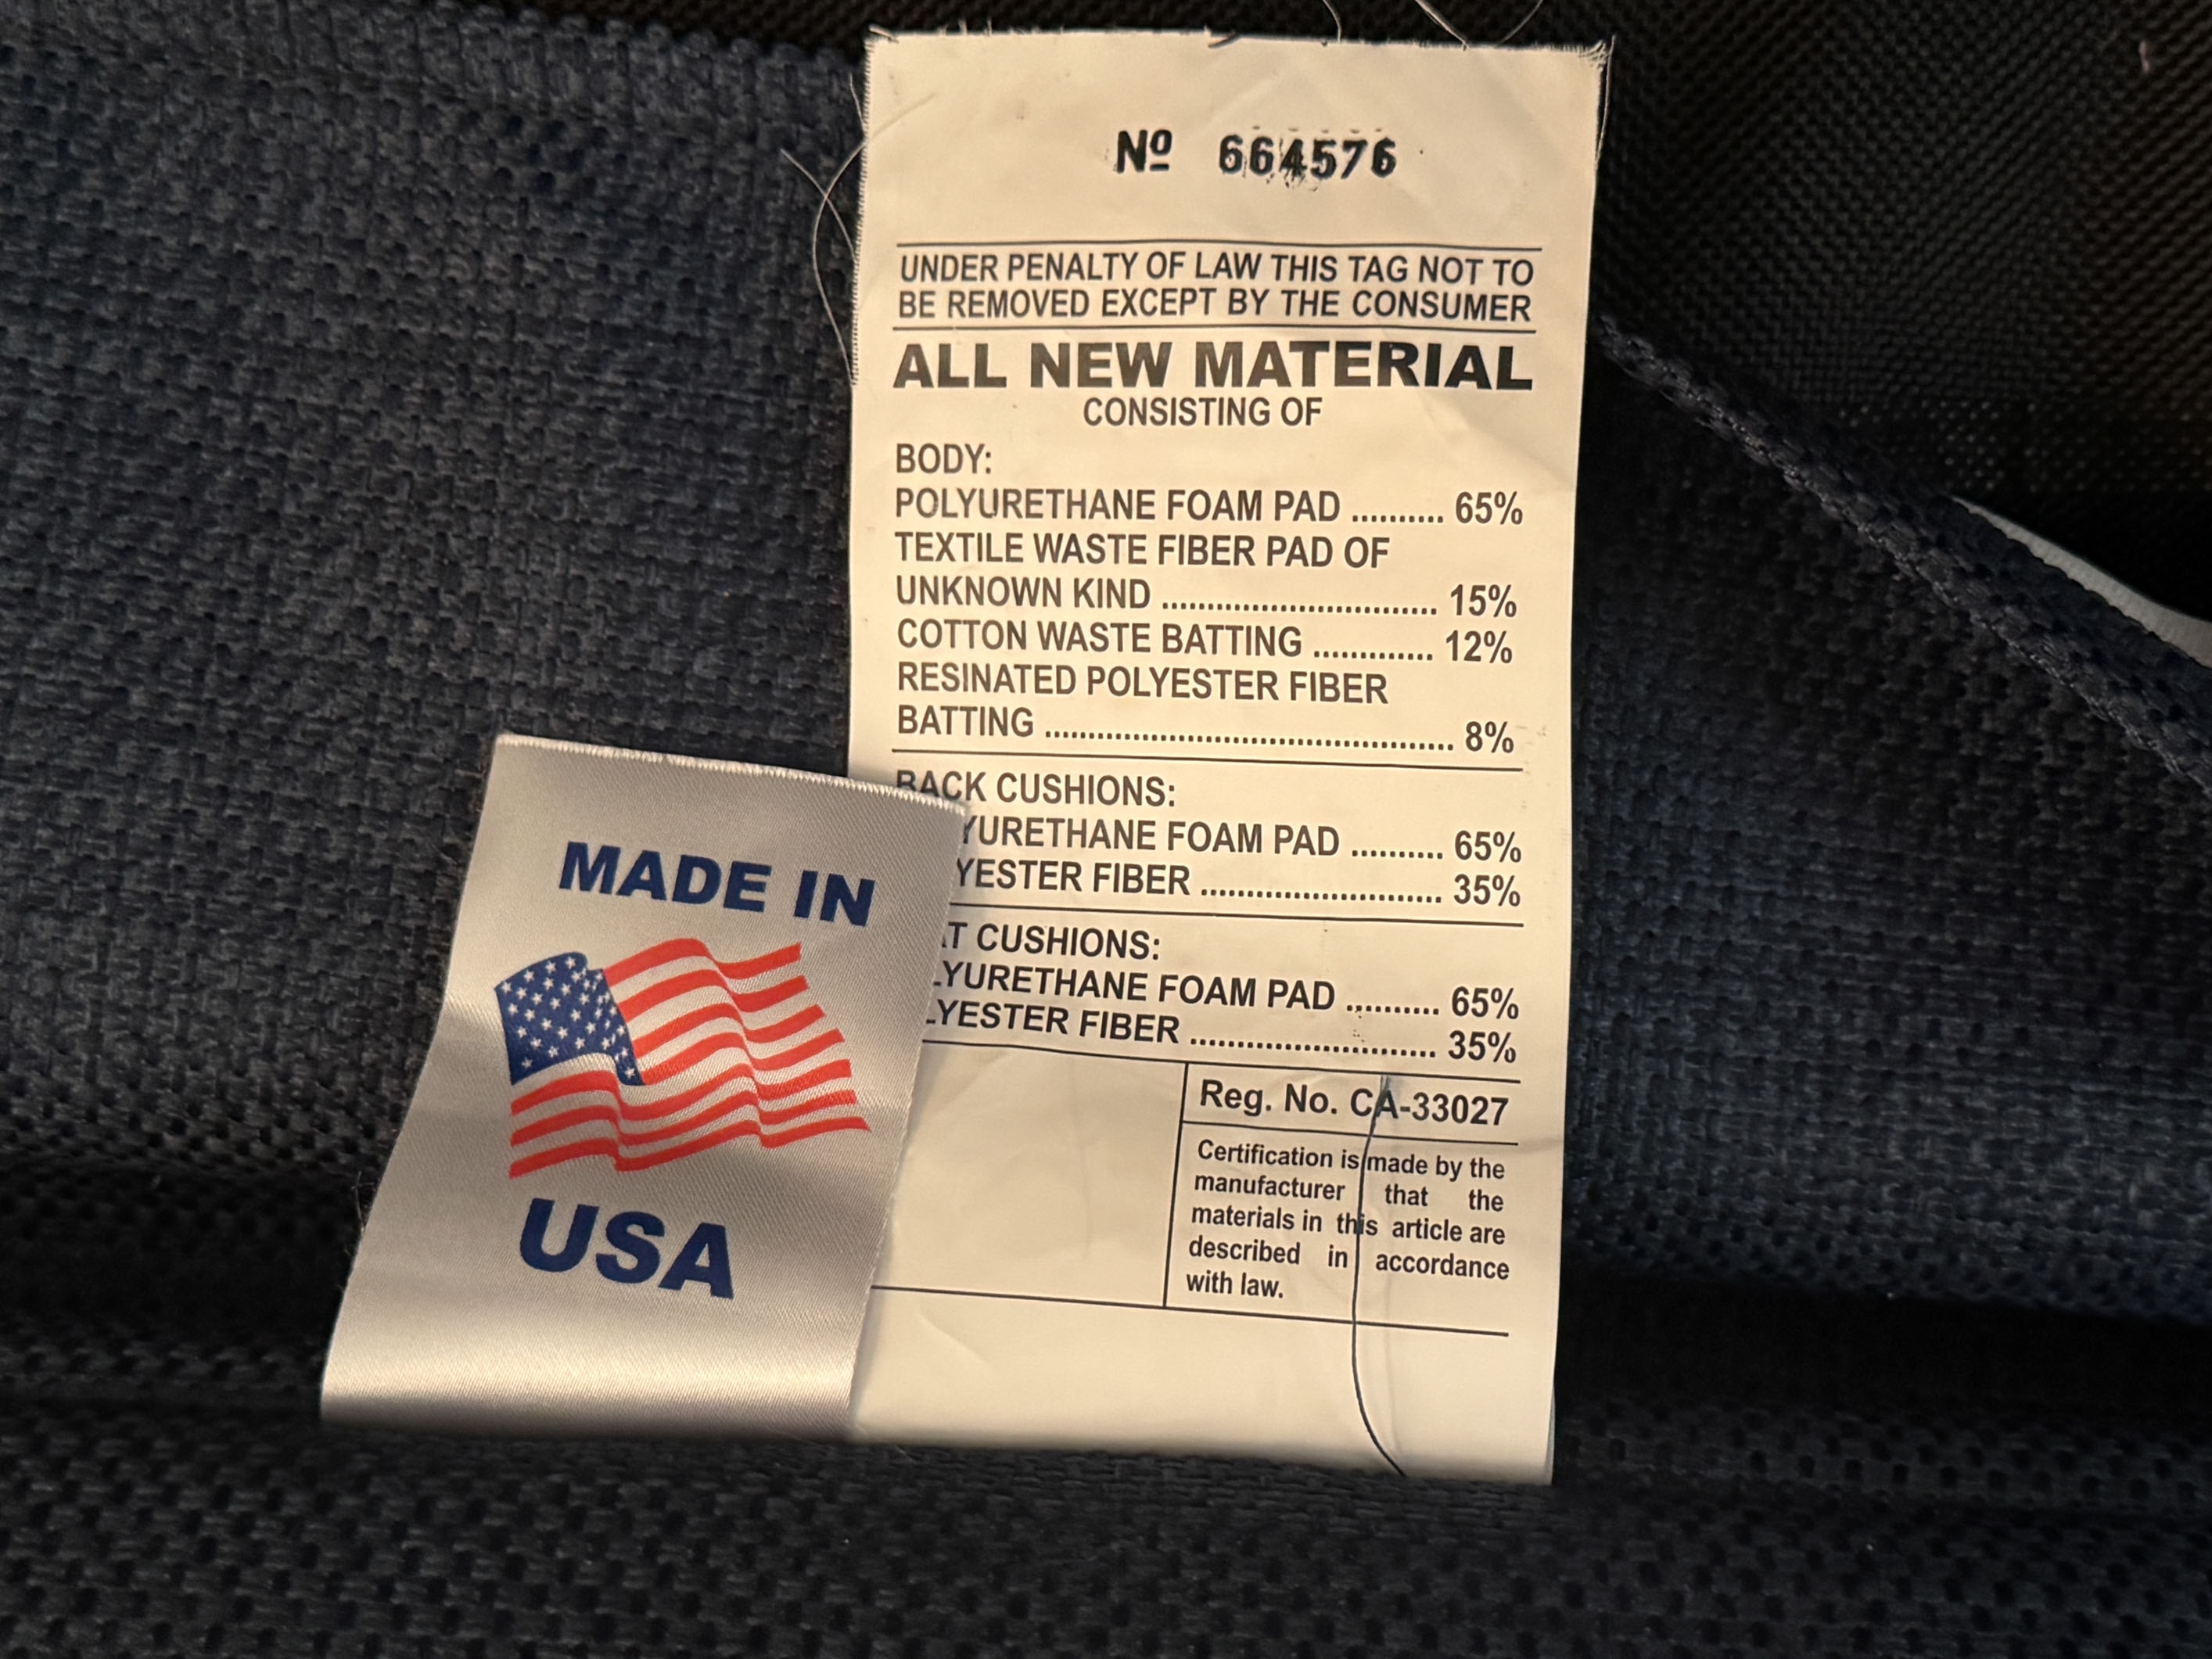 Nº 664576
UNDER PENALTY OF LAW THIS TAG NOT TO
BE REMOVED EXCEPT BY THE CONSUMER
ALL NEW MATERIAL
CONSISTING OF
BODY:
POLYURETHANE FOAM PAD .......... 65%
TEXTILE WASTE FIBER PAD OF
UNKNOWN KIND .............................. 15%
COTTON WASTE BATTING ............. 12%
RESINATED POLYESTER FIBER
BATTING ............................................. 8%
BACK CUSHIONS:
YURETHANE FOAM PAD .......... 65%
YESTER FIBER .......................... 35%
T CUSHIONS:
LYURETHANE FOAM PAD .......... 65%
LYESTER FIBER .......................... 35%
Reg. No. CA-33027
Certification is made by the
manufacturer that the
materials in this article are
described in accordance
with law.
MADE IN
USA